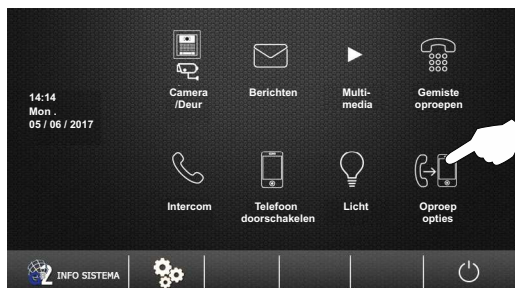 Camera
/Deur
Berichten
Multi-
media
Gemiste
oproepen
14:14
Mon .
05 / 06 / 2017
Intercom
Telefoon
doorschakelen
Licht
Oproep
opties
INFO SISTEMA